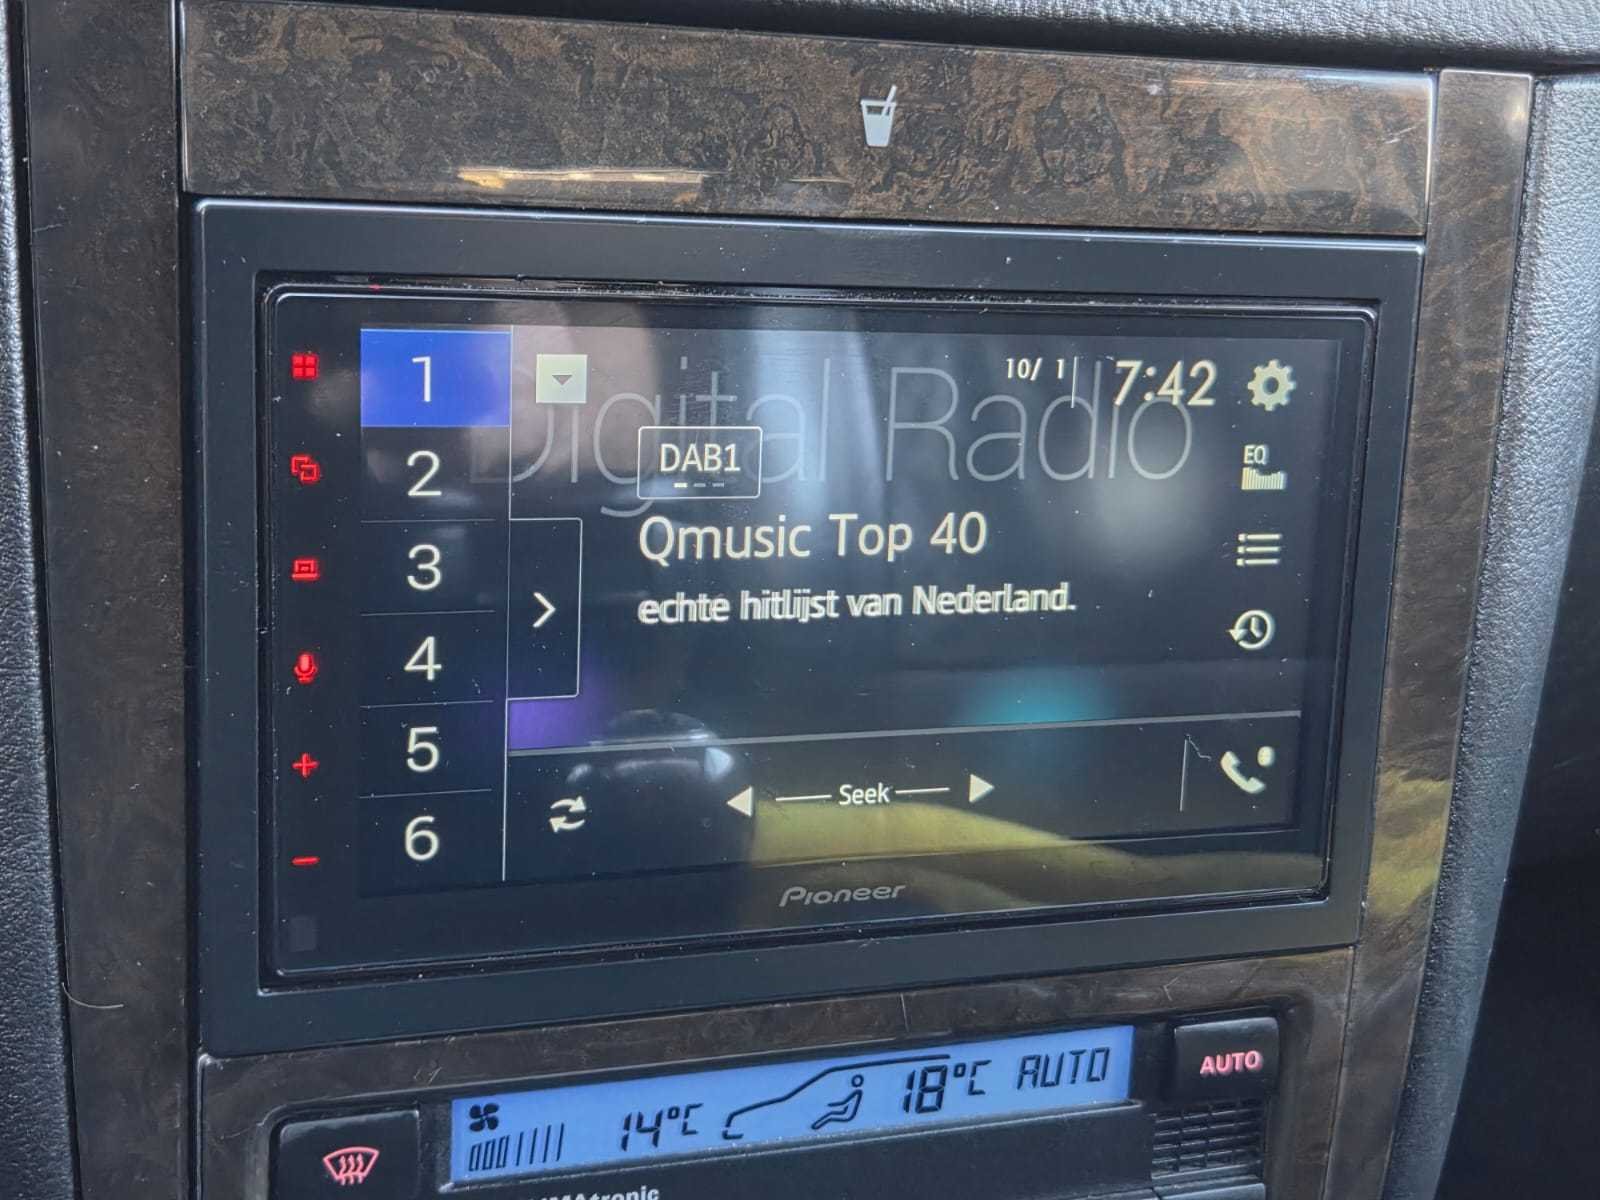 1
2
3
4
5
6
Digital Radio
10/ 1
7:42
DAB1
EQ
Qmusic Top 40
echte hitlijst van Nederland.
Seek
Pioneer
14°C
18°C AUTO
AUTO